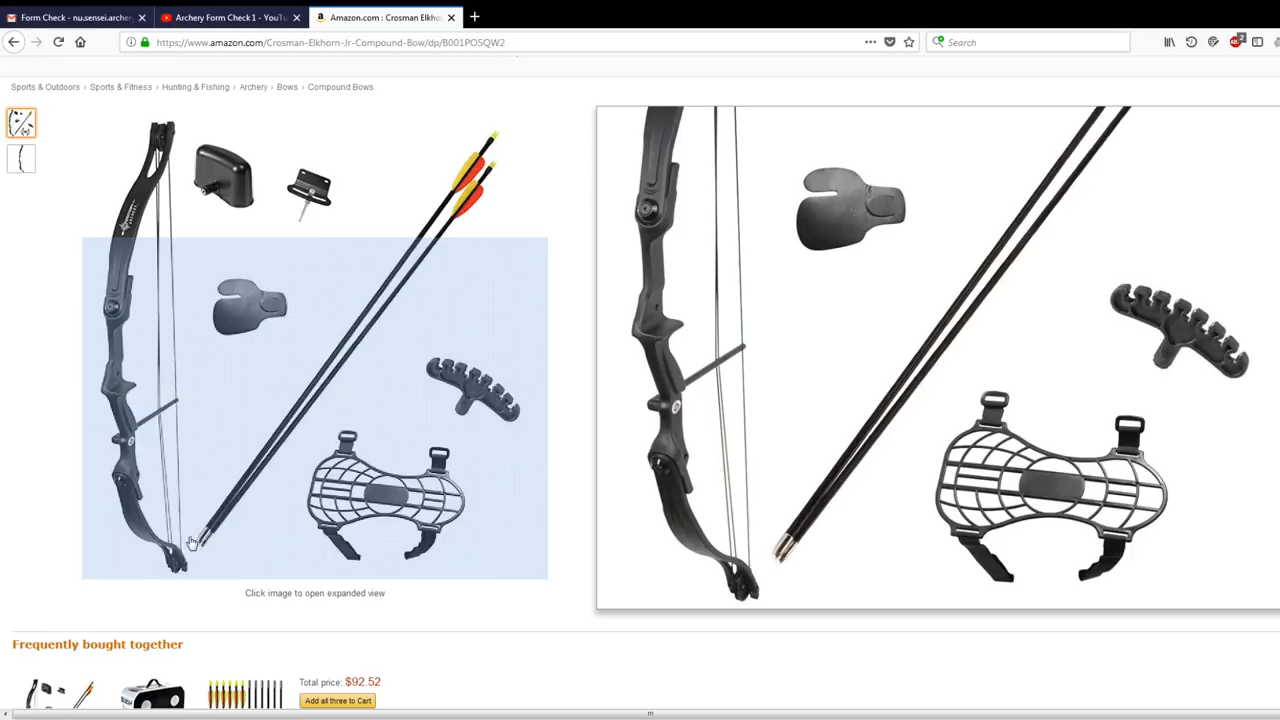 Form Check - nu.sensei.archer
Archery Form Check 1 - YouTu
Amazon.com : Crosman Elkho
https://www.amazon.com/Crosman-Elkhorn-Jr-Compound-Bow/dp/B001PO5QW2
Search
2
Sports & Outdoors › Sports & Fitness › Hunting & Fishing › Archery › Bows › Compound Bows
Click image to open expanded view
Frequently bought together
Total price: $92.52
Add all three to Cart